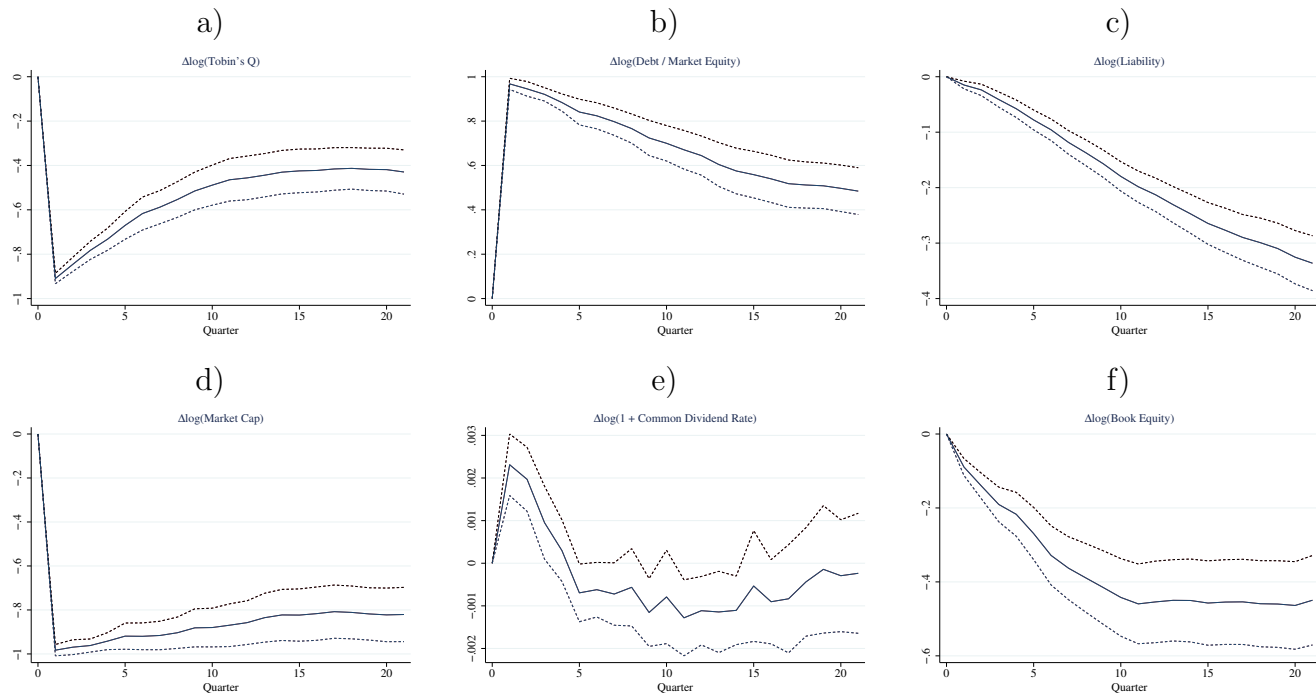 a)
b)
c)
Δlog(Tobin's Q)
0
-.2
-.4
-.6
-.8
-1
0 5 10 15 20
Quarter
Δlog(Debt / Market Equity)
1
.8
.6
.4
.2
0
0 5 10 15 20
Quarter
Δlog(Liability)
0
-.1
-.2
-.3
-.4
0 5 10 15 20
Quarter
d)
e)
f)
Δlog(Market Cap)
0
-.2
-.4
-.6
-.8
-1
0 5 10 15 20
Quarter
Δlog(1 + Common Dividend Rate)
.003
.002
.001
0
-.001
-.002
0 5 10 15 20
Quarter
Δlog(Book Equity)
0
-.2
-.4
-.6
0 5 10 15 20
Quarter